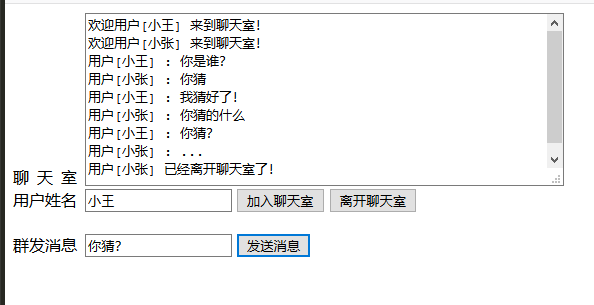 欢迎用户[小王] 来到聊天室!
欢迎用户[小张] 来到聊天室!
用户[小王] : 你是谁?
用户[小张] : 你猜
用户[小王] : 我猜好了!
用户[小张] : 你猜的什么
用户[小王] : 你猜?
用户[小张] : ...
用户[小张] 已经离开聊天室了!
聊 天 室
用户姓名 小王 加入聊天室 离开聊天室
群发消息 你猜? 发送消息